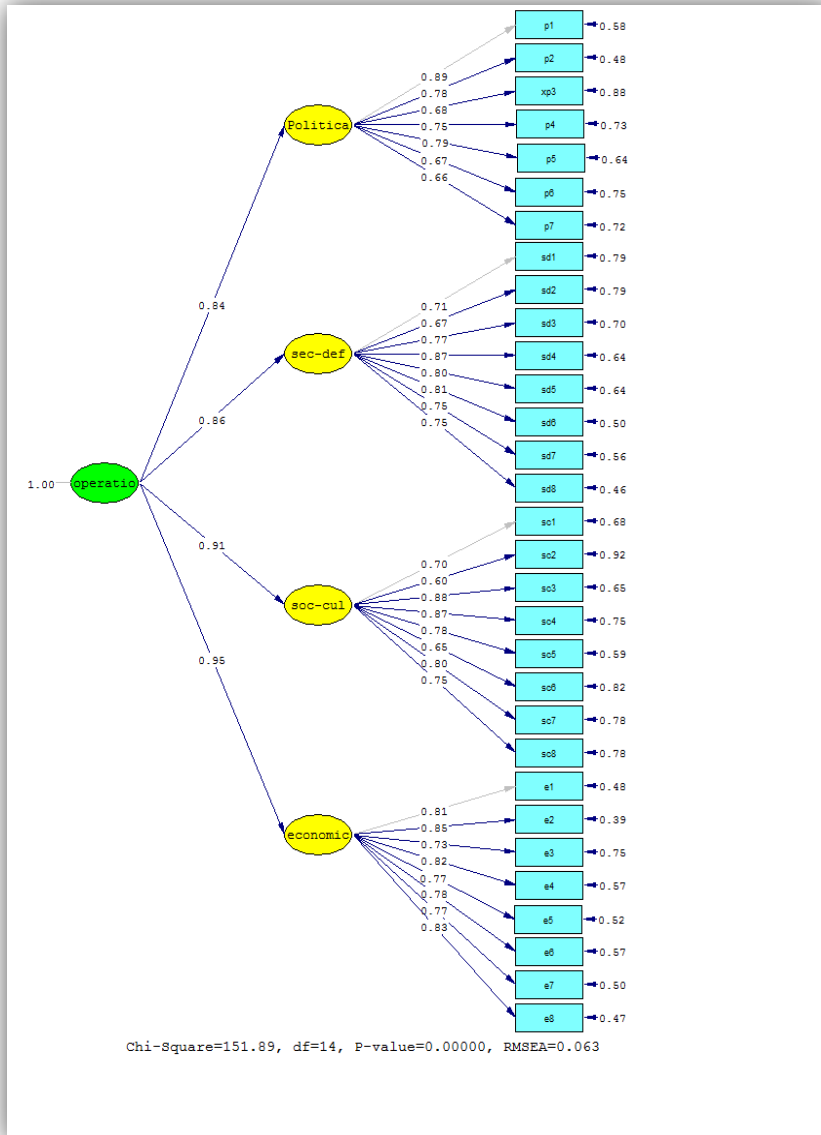 p1 0.58
p2 0.48
0.89
0.78
xp3 0.88
0.68
Politica
0.75
p4 0.73
0.79
p5 0.64
0.67
0.66
p6 0.75
p7 0.72
sd1 0.79
sd2 0.79
0.84
0.71
0.67
sd3 0.70
0.77
sec-def
0.87
sd4 0.64
0.80
sd5 0.64
0.81
0.75
0.86
0.75
sd6 0.50
sd7 0.56
1.00 operatio
sd8 0.46
sc1 0.68
0.91
sc2 0.92
0.70
0.60
sc3 0.65
0.88
soc-cul
0.87
sc4 0.75
0.78
sc5 0.59
0.65
0.95
0.80
0.75
sc6 0.82
sc7 0.78
sc8 0.78
e1 0.48
0.81
e2 0.39
0.85
economic
0.73
e3 0.75
0.82
0.77
e4 0.57
0.78
0.77
e5 0.52
0.83
e6 0.57
e7 0.50
e8 0.47
Chi-Square=151.89, df=14, P-value=0.00000, RMSEA=0.063